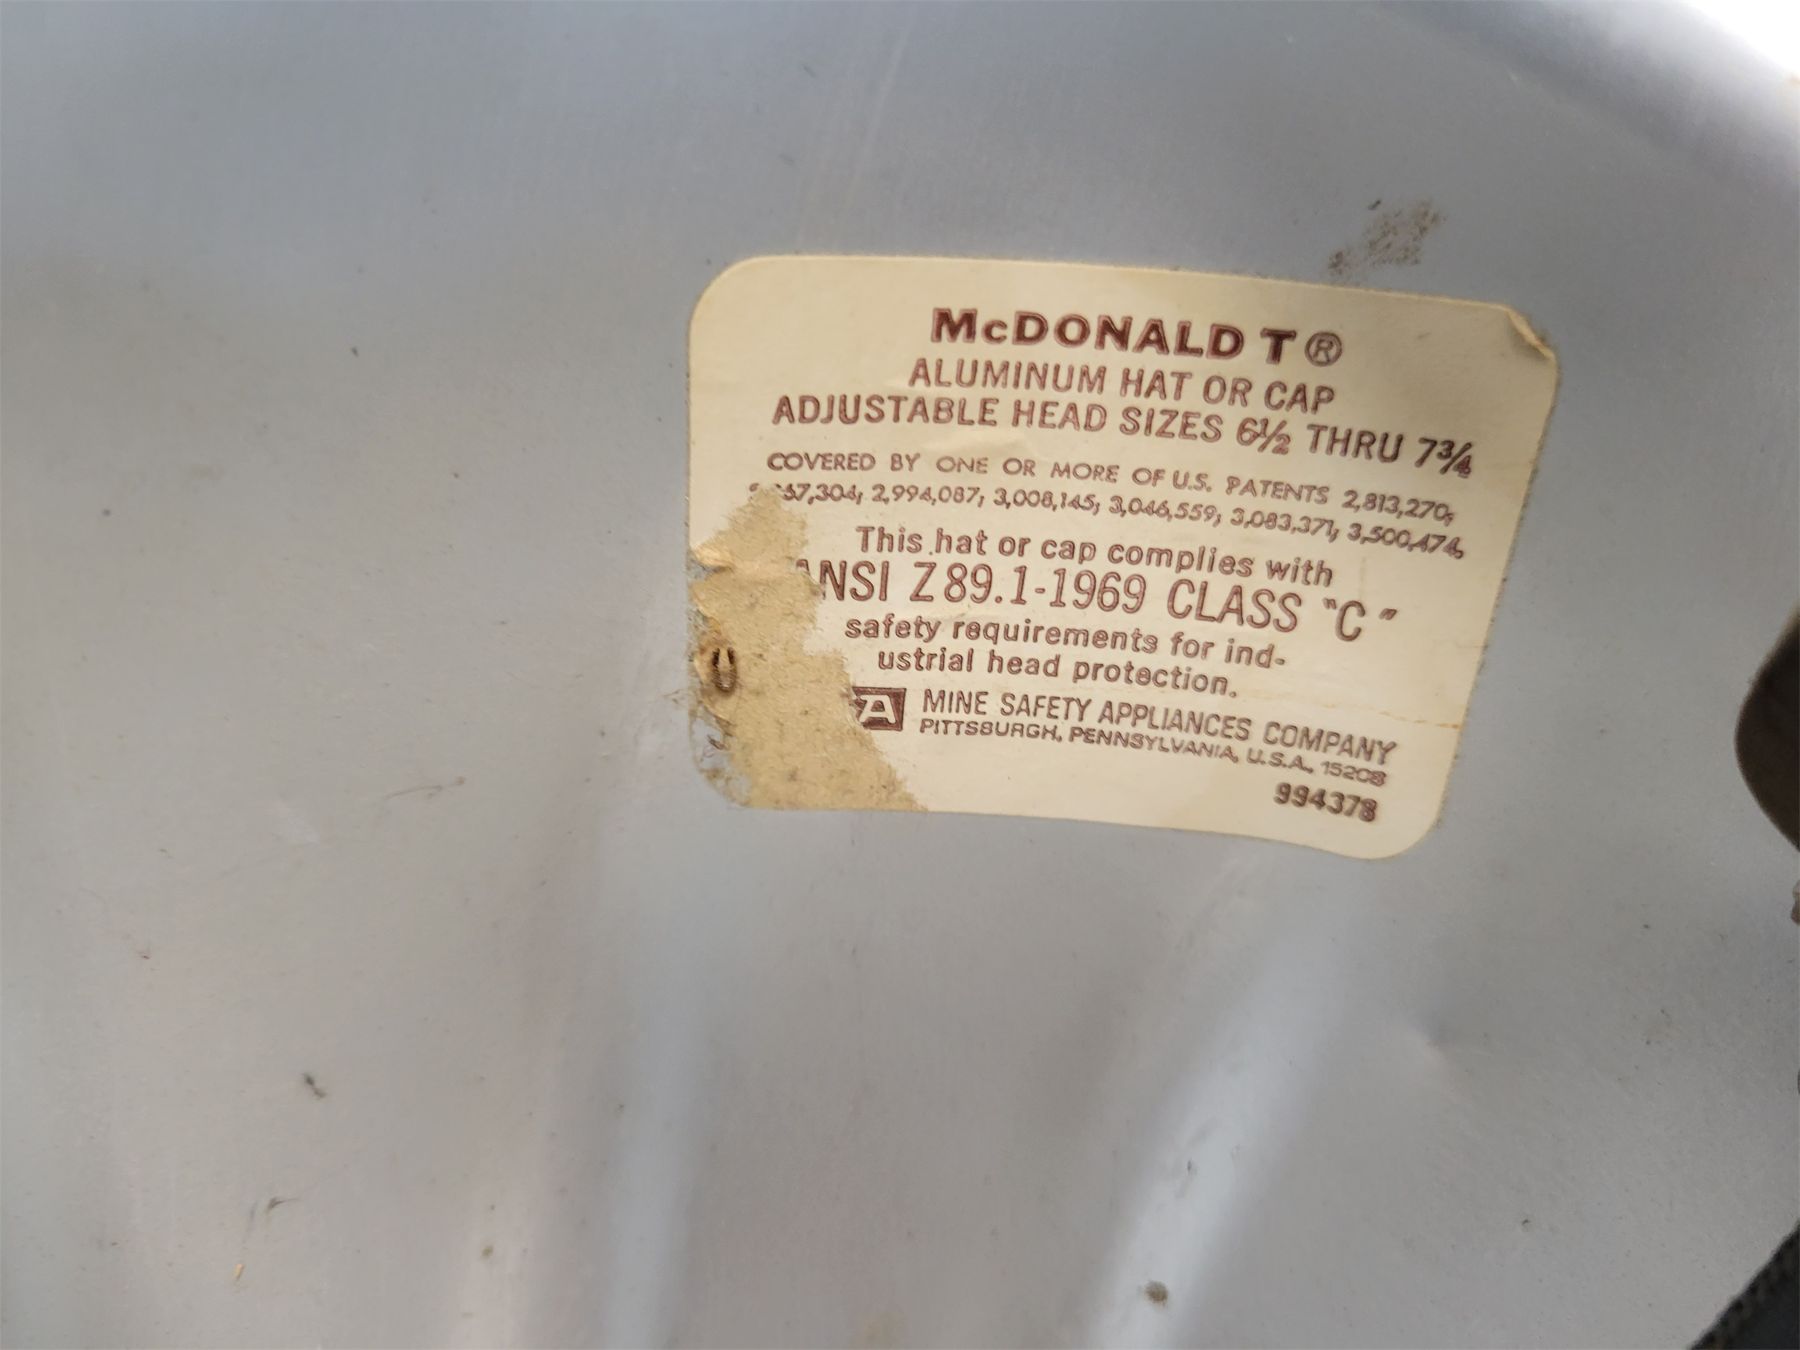 McDONALD T®
ALUMINUM HAT OR CAP
ADJUSTABLE HEAD SIZES 6½ THRU 7¾
COVERED BY ONE OR MORE OF U.S. PATENTS 2,813,270,
2,994,087, 3,008,145, 3,046,559, 3,083,371, 3,500,474,
This hat or cap complies with
ANSI Z89.1-1969 CLASS "C"
safety requirements for ind-
ustrial head protection.
MINE SAFETY APPLIANCES COMPANY
PITTSBURGH, PENNSYLVANIA, U.S.A. 15208
994378